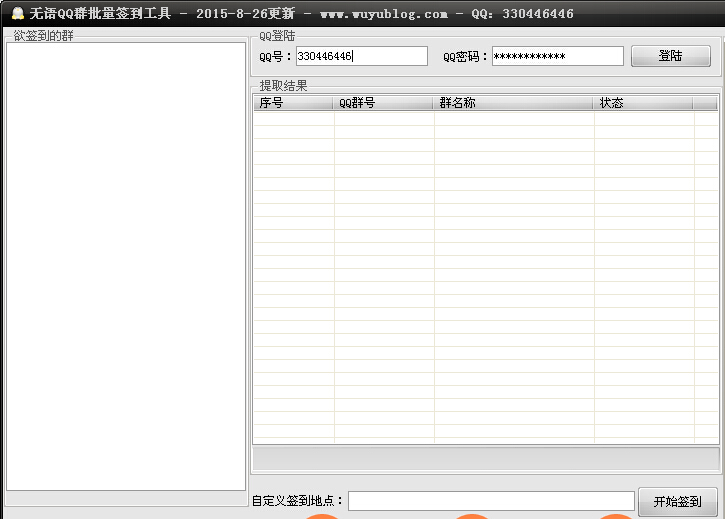 无语QQ群批量签到工具 - 2015-8-26更新 - www.wuyublog.com - QQ: 330446446
欲签到的群
QQ登陆
QQ号： 330446446
QQ密码： ************
登陆
提取结果
序号 QQ群号 群名称 状态
自定义签到地点：
开始签到